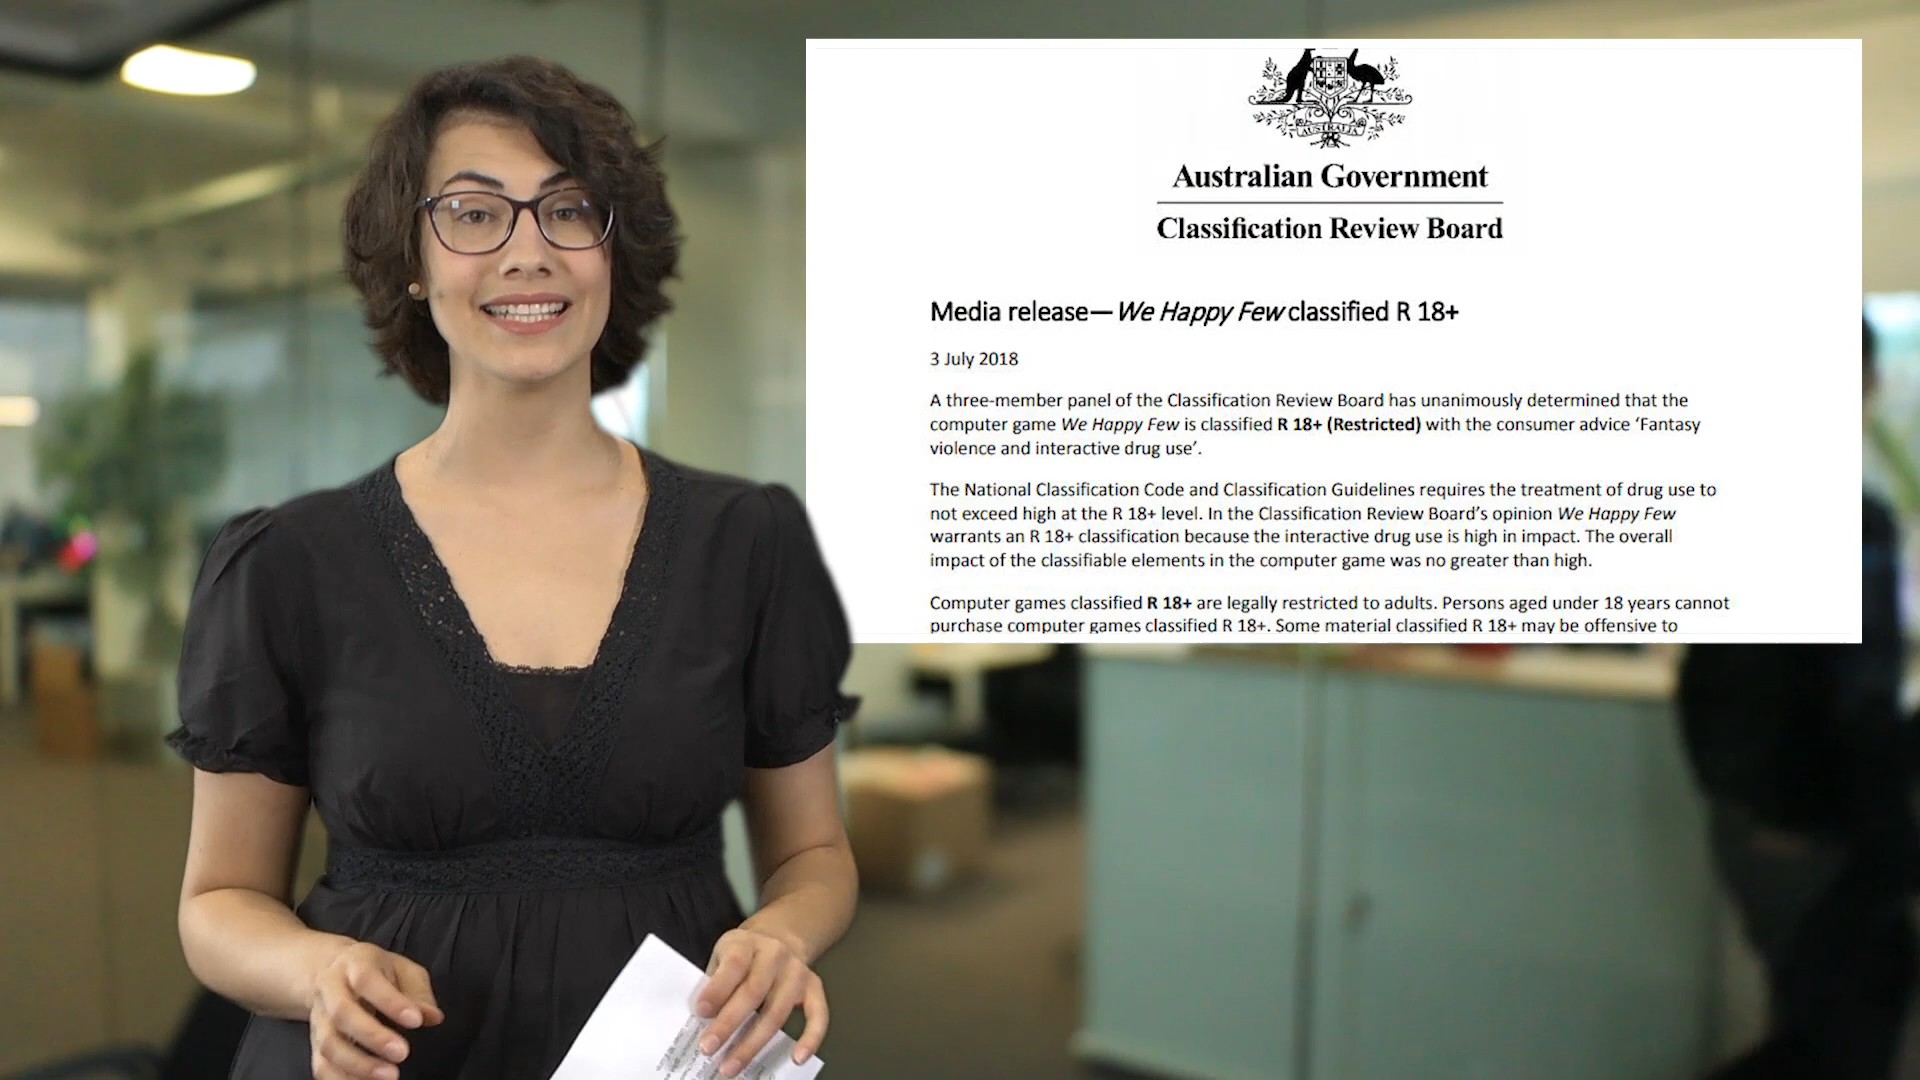 AUSTRALIA
Australian Government
Classification Review Board
Media release—We Happy Few classified R 18+
3 July 2018
A three-member panel of the Classification Review Board has unanimously determined that the
computer game We Happy Few is classified R 18+ (Restricted) with the consumer advice ‘Fantasy
violence and interactive drug use’.
The National Classification Code and Classification Guidelines requires the treatment of drug use to
not exceed high at the R 18+ level. In the Classification Review Board’s opinion We Happy Few
warrants an R 18+ classification because the interactive drug use is high in impact. The overall
impact of the classifiable elements in the computer game was no greater than high.
Computer games classified R 18+ are legally restricted to adults. Persons aged under 18 years cannot
purchase computer games classified R 18+. Some material classified R 18+ may be offensive to